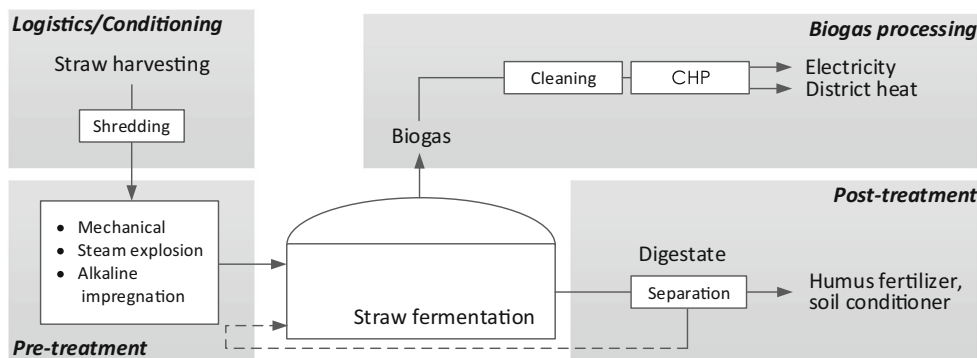 Logistics/Conditioning
Straw harvesting
Shredding
Biogas processing
Cleaning
CHP
Electricity
District heat
Biogas
• Mechanical
• Steam explosion
• Alkaline
impregnation
Pre-treatment
Straw fermentation
Post-treatment
Digestate
Separation
Humus fertilizer,
soil conditioner